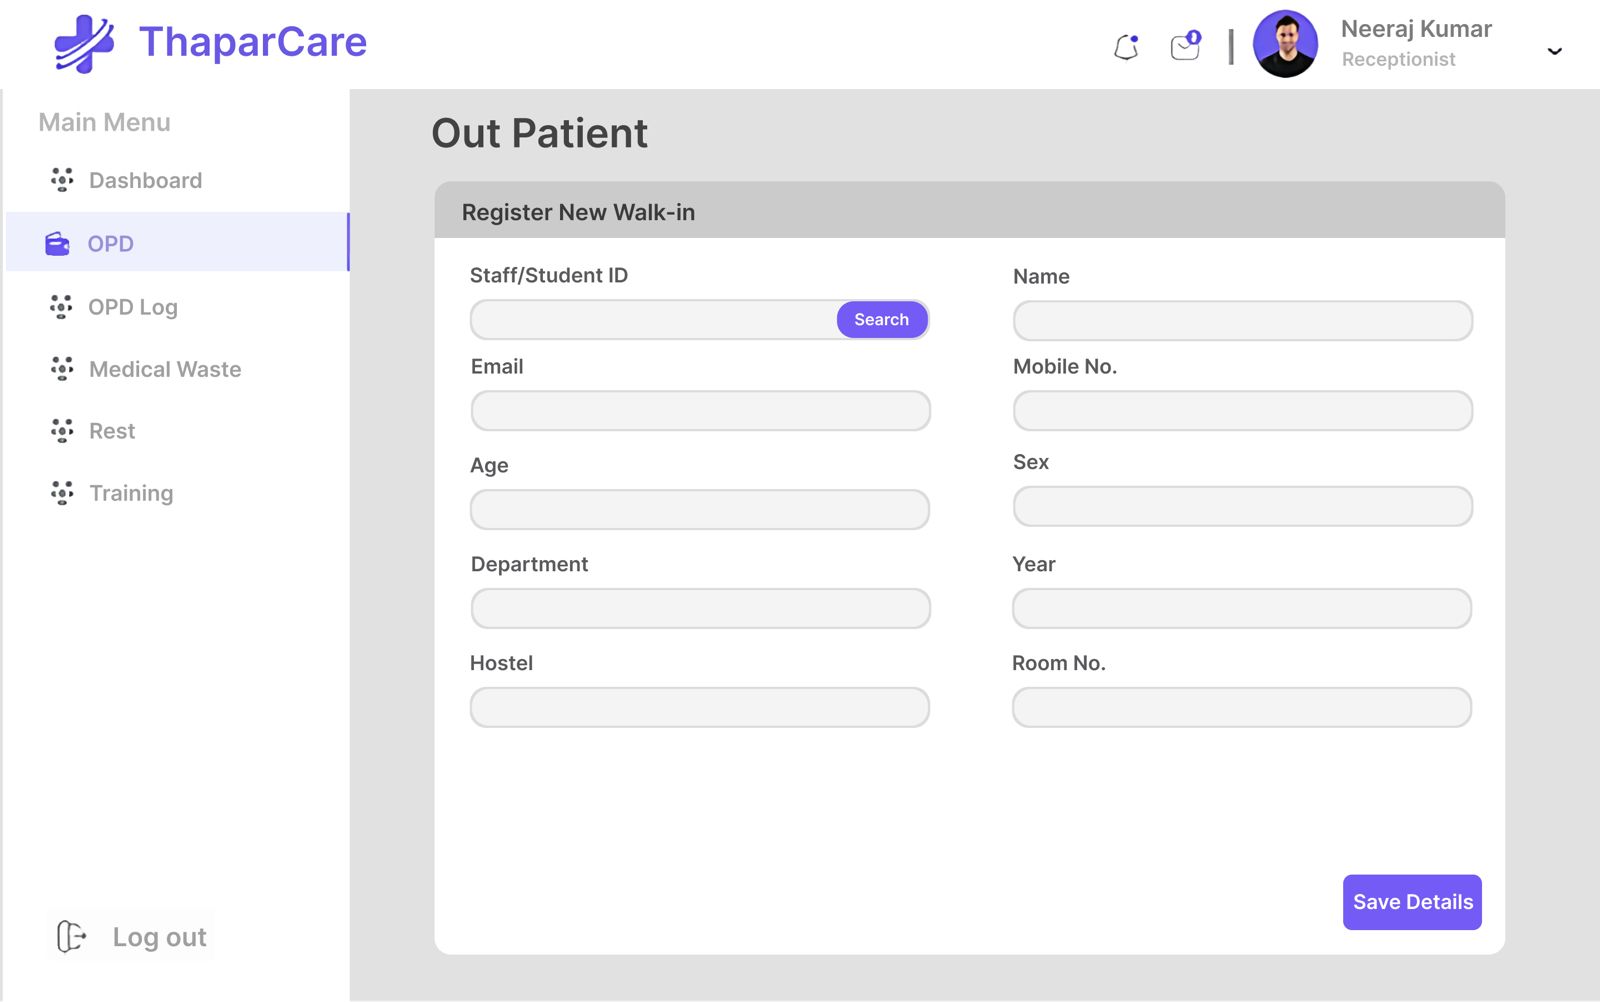 ThaparCare
Neeraj Kumar
Receptionist
Main Menu
Dashboard
OPD
OPD Log
Medical Waste
Rest
Training
Log out
Out Patient
Register New Walk-in
Staff/Student ID
Search
Name
Email
Mobile No.
Age
Sex
Department
Year
Hostel
Room No.
Save Details